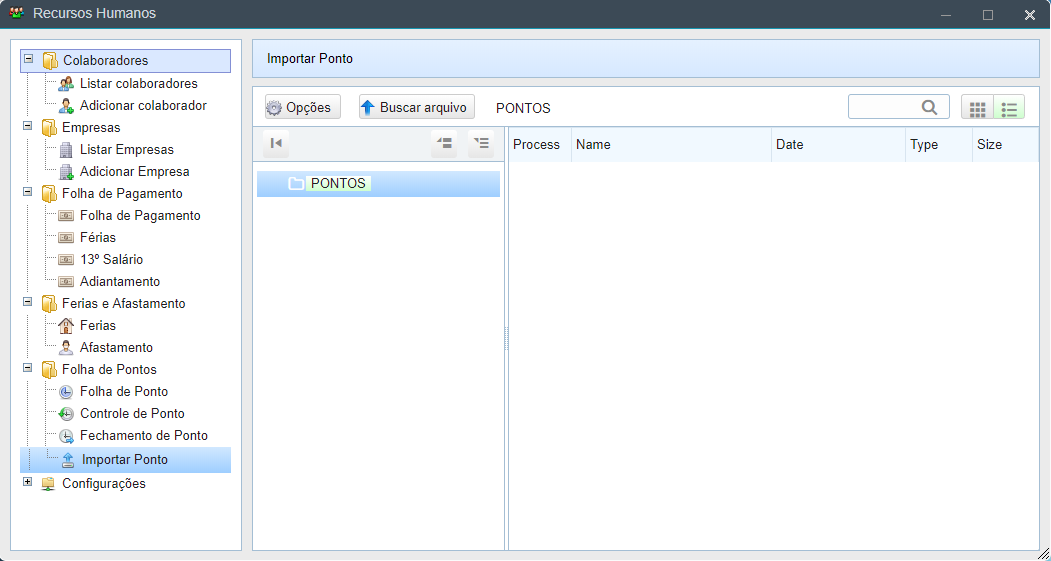 Recursos Humanos
Colaboradores
Listar colaboradores
Adicionar colaborador
Empresas
Listar Empresas
Adicionar Empresa
Folha de Pagamento
Folha de Pagamento
Férias
13º Salário
Adiantamento
Ferias e Afastamento
Ferias
Afastamento
Folha de Pontos
Folha de Ponto
Controle de Ponto
Fechamento de Ponto
Importar Ponto
Configurações
Importar Ponto
Opções Buscar arquivo PONTOS
PONTOS
Process Name Date Type Size